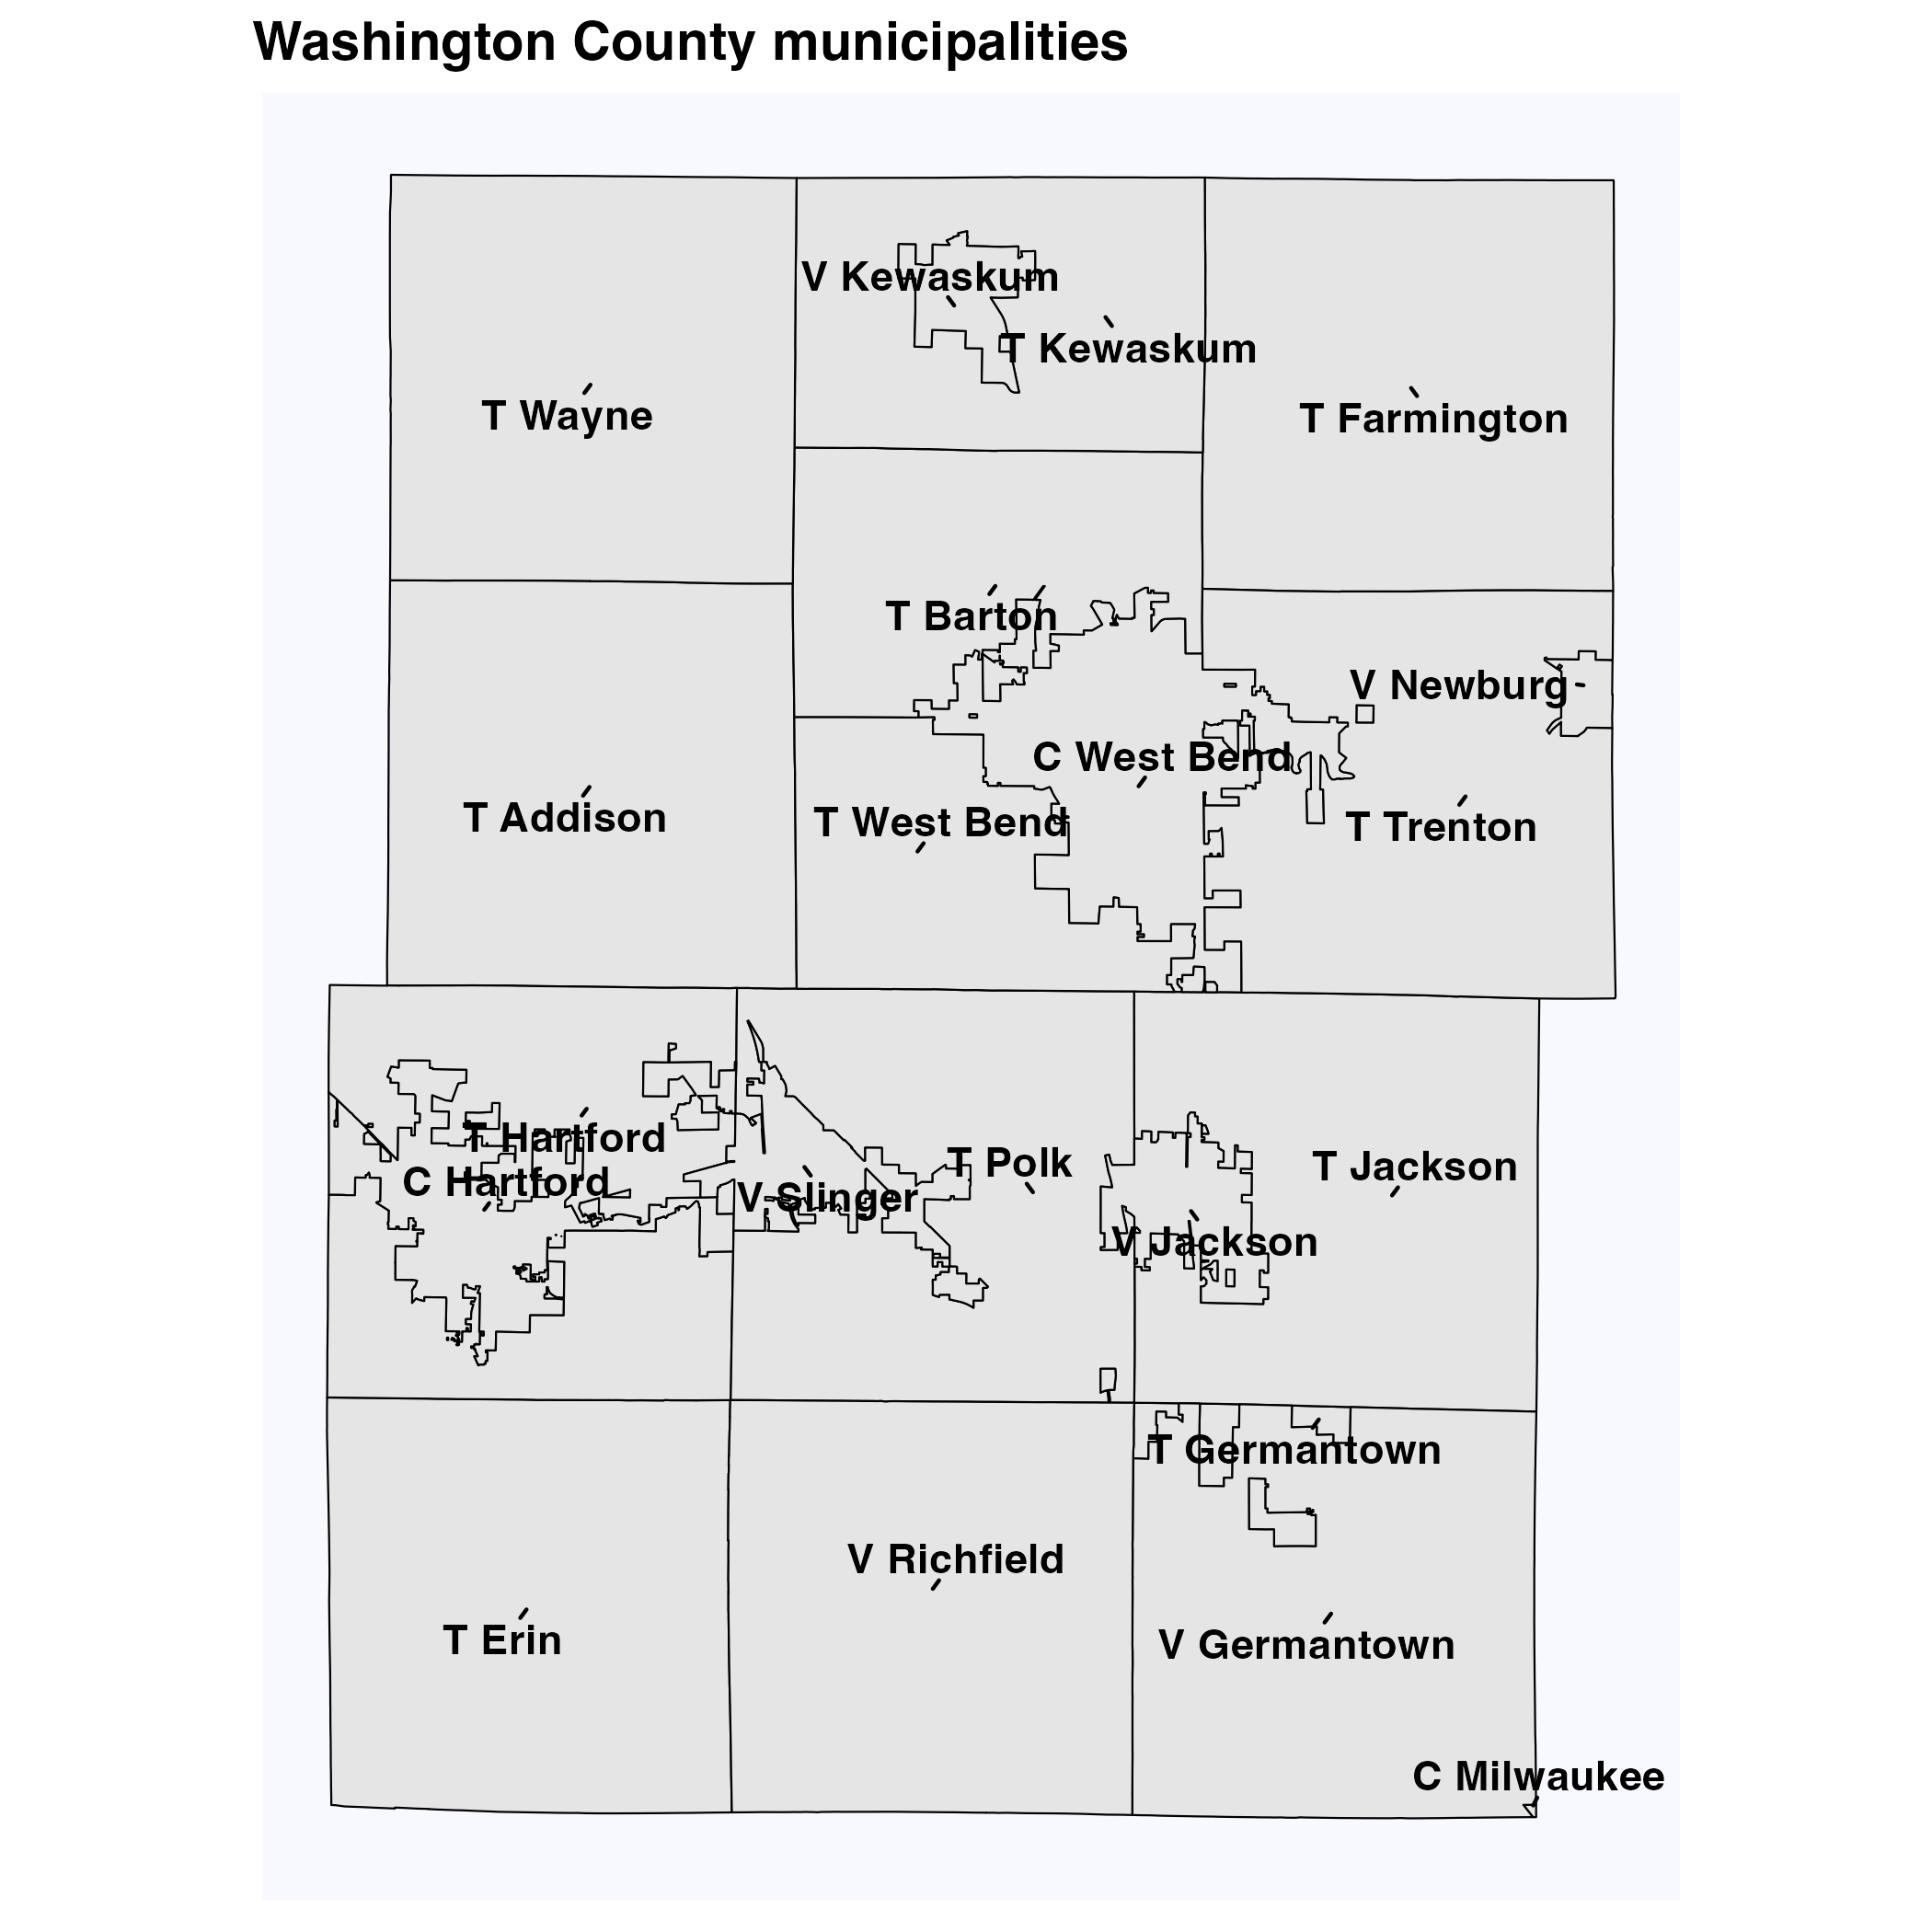 Washington County municipalities
V Kewaskum
T Kewaskum
T Wayne
T Farmington
T Barton
V Newburg
C West Bend
T Addison
T West Bend
T Trenton
T Hartford
T Polk
T Jackson
C Hartford
V Slinger
V Jackson
T Germantown
V Richfield
T Erin
V Germantown
C Milwaukee